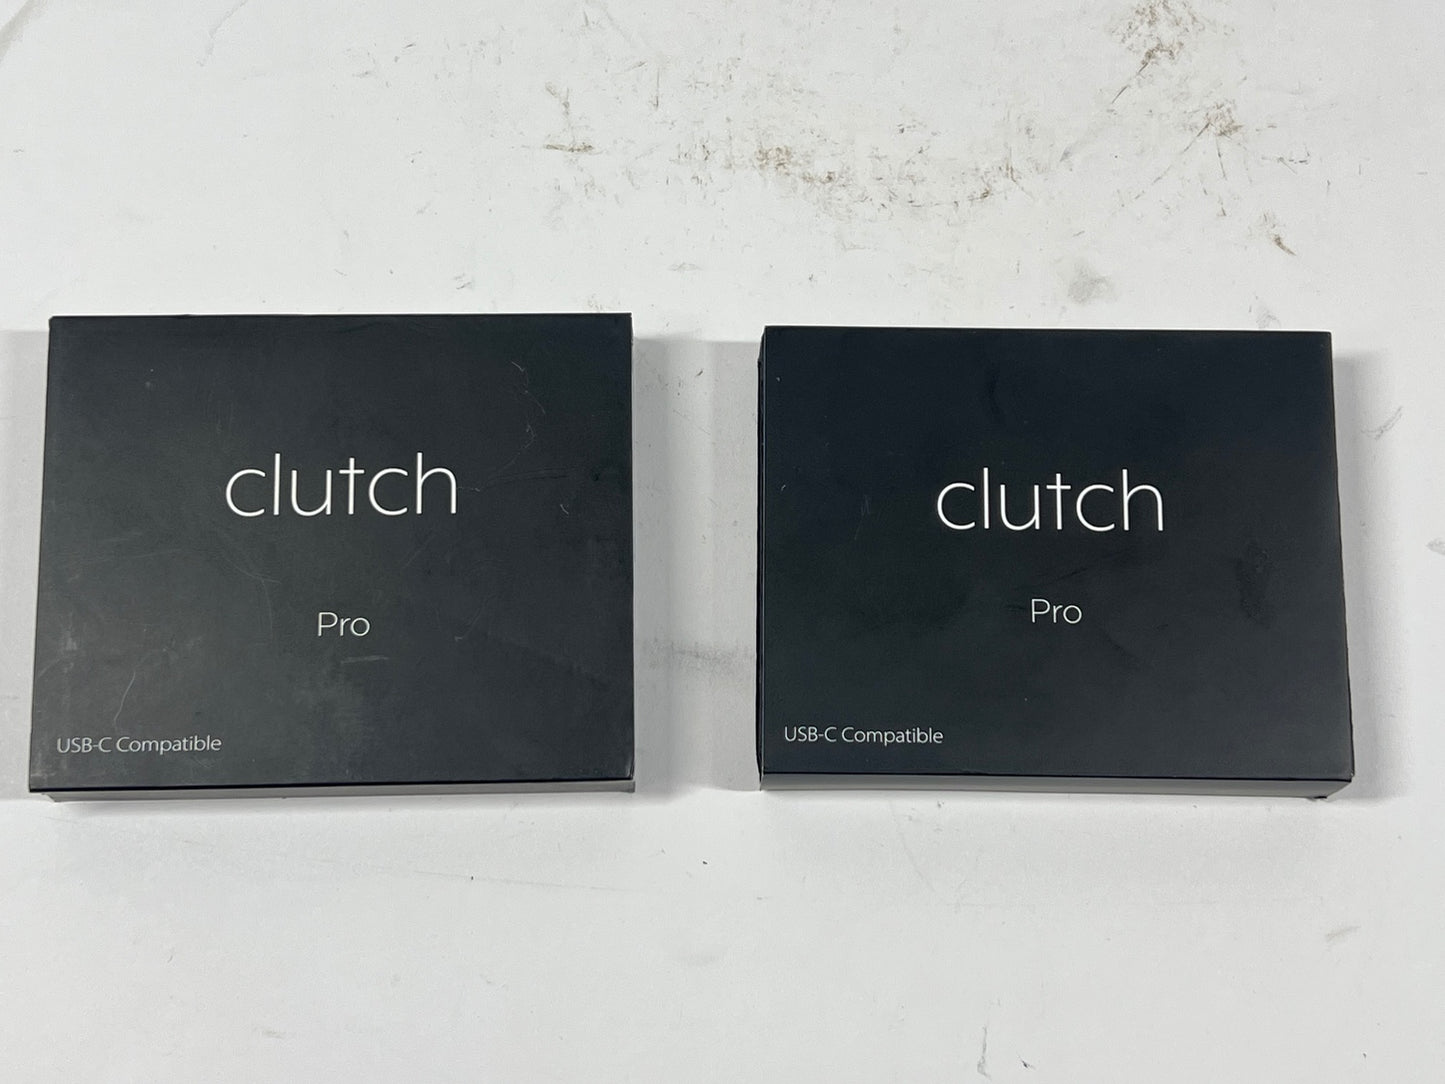 clutch
Pro
USB-C Compatible
clutch
Pro
USB-C Compatible